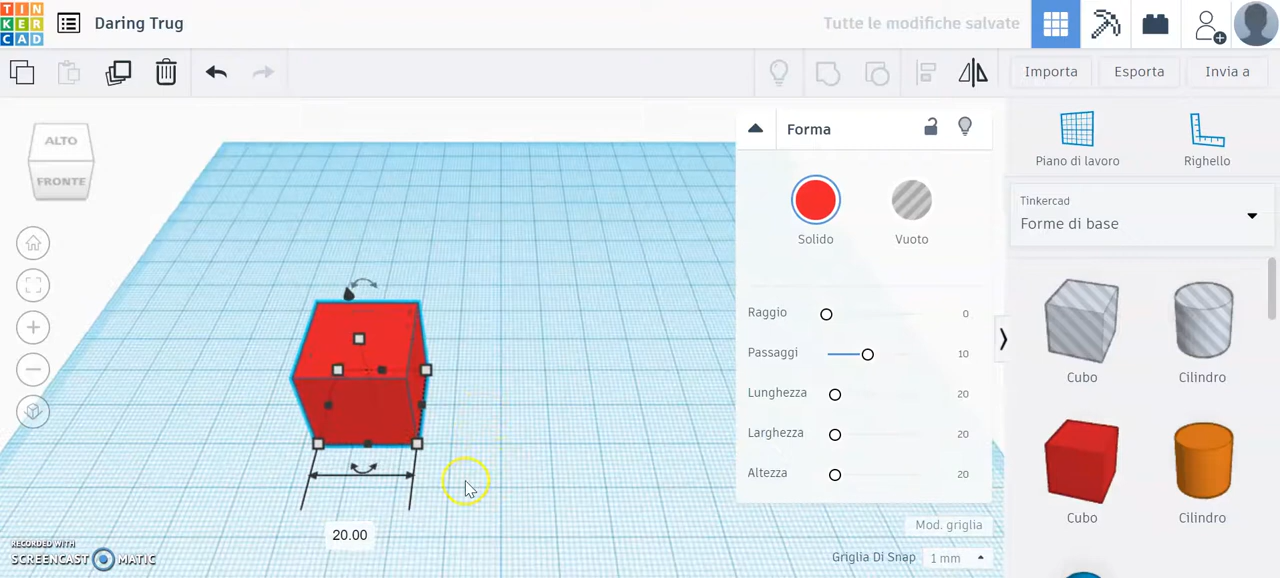 TIN
KER
CAD
Daring Trug
Tutte le modifiche salvate
Importa
Esporta
Invia a
ALTO
FRONTE
Forma
Solido
Vuoto
Raggio 0
Passaggi 10
Lunghezza 20
Larghezza 20
Altezza 20
Piano di lavoro
Righello
Tinkercad
Forme di base
Cubo
Cilindro
Cubo
Cilindro
20.00
Mod. griglia
Griglia Di Snap 1 mm
RECORDED WITH
SCREENCAST MATIC